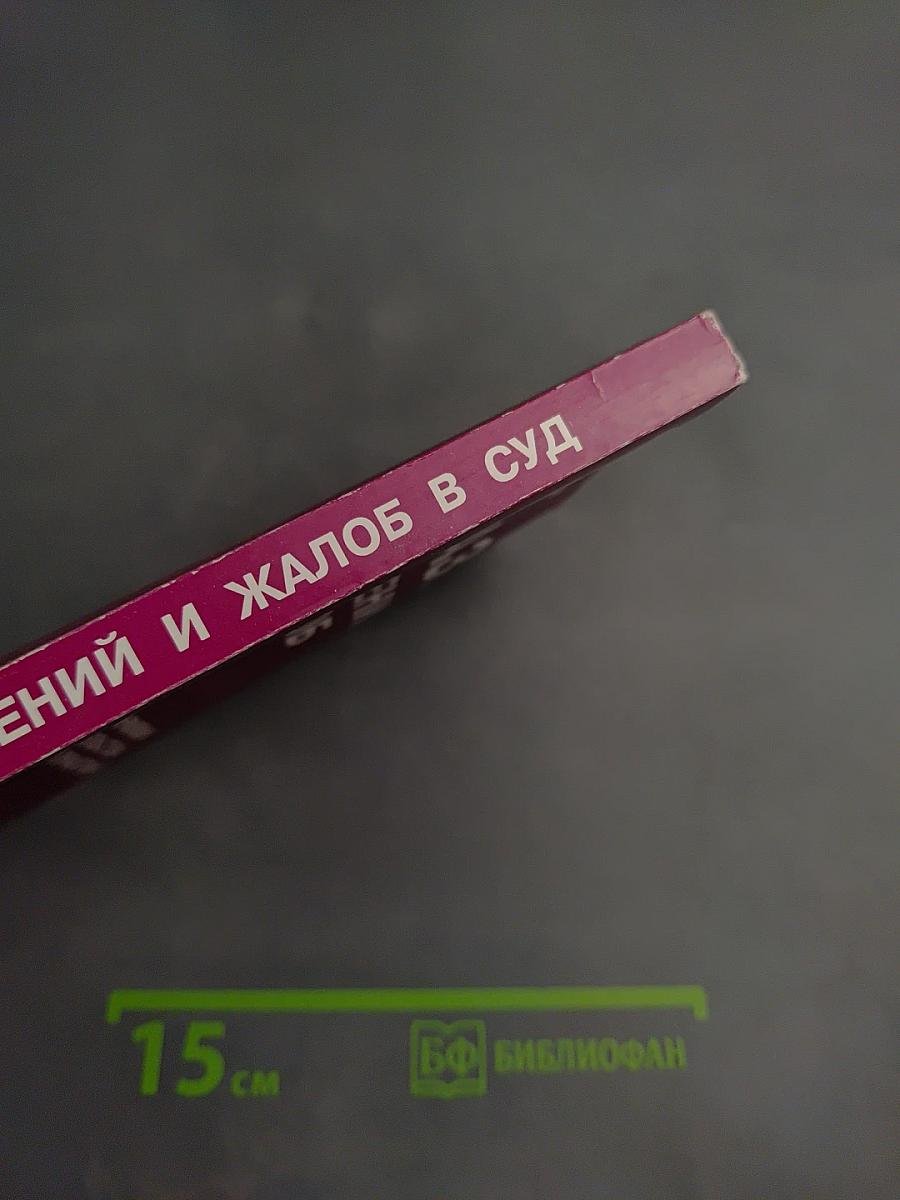 ЕНИЙ И ЖАЛОБ В СУД
15 см
БФ БИБЛИОФАН